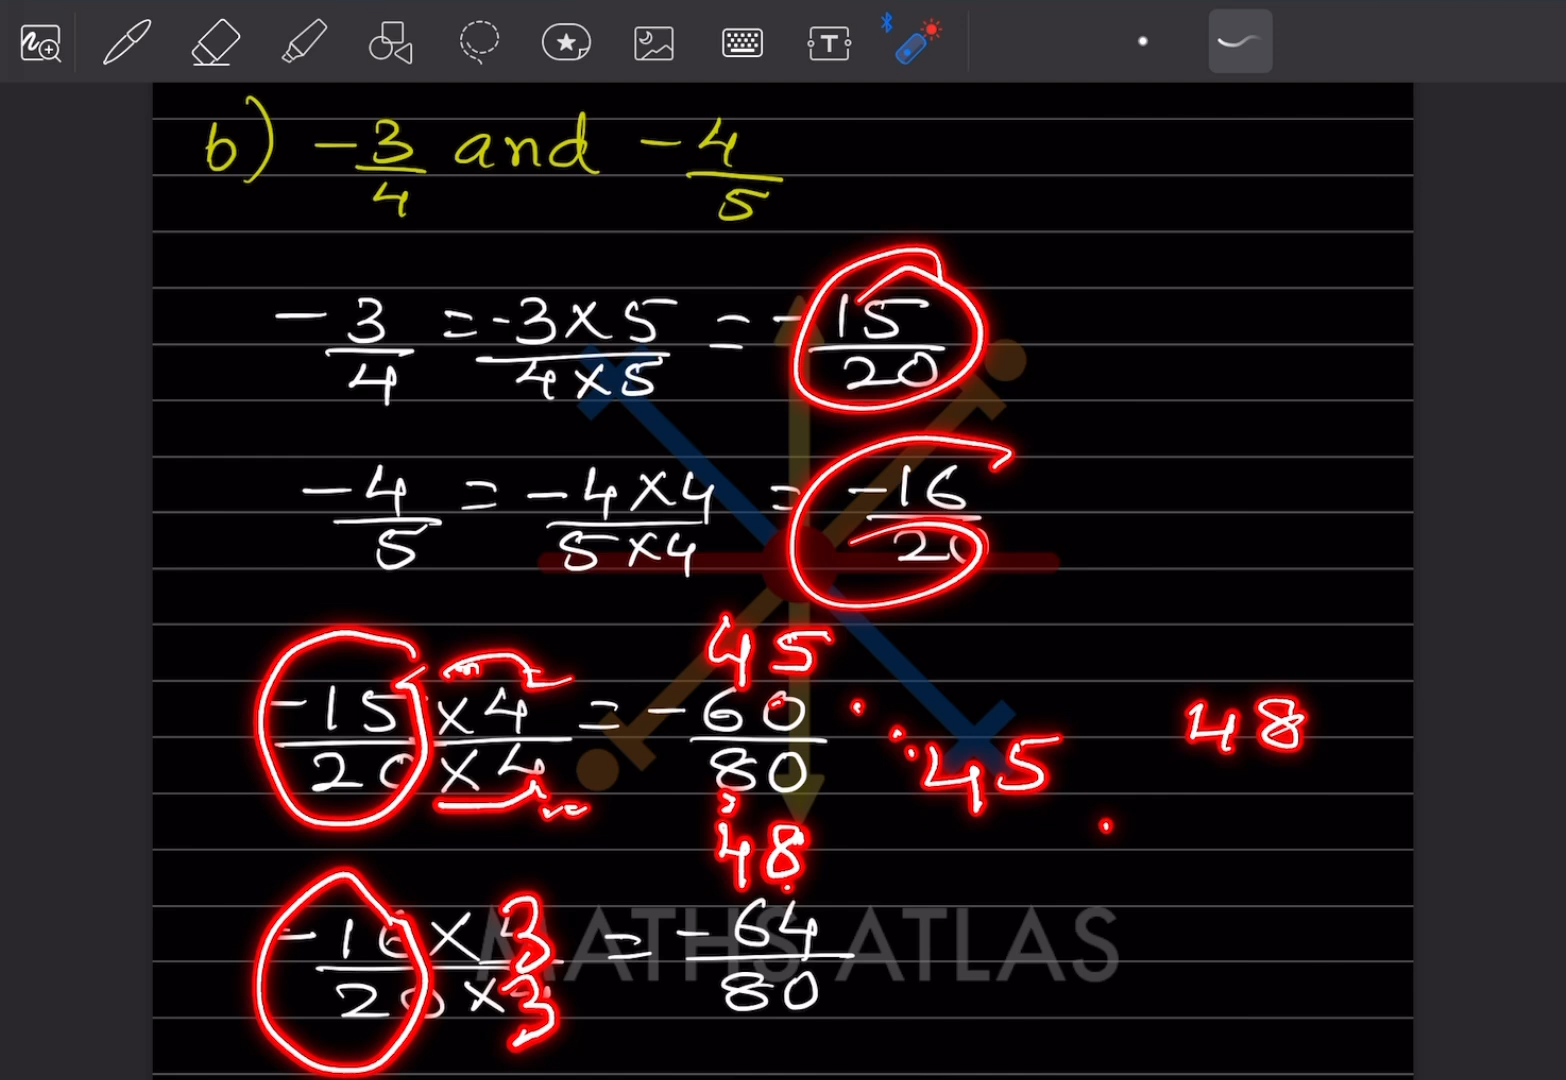 b) -3/4 and -4/5
-3/4 = -3×5/4×5 = -15/20
-4/5 = -4×4/5×4 = -16/20
45
-15×4/20×4 = -60/80 45 48
48
-16×3/20×3 = -64/80
MATHS ATLAS